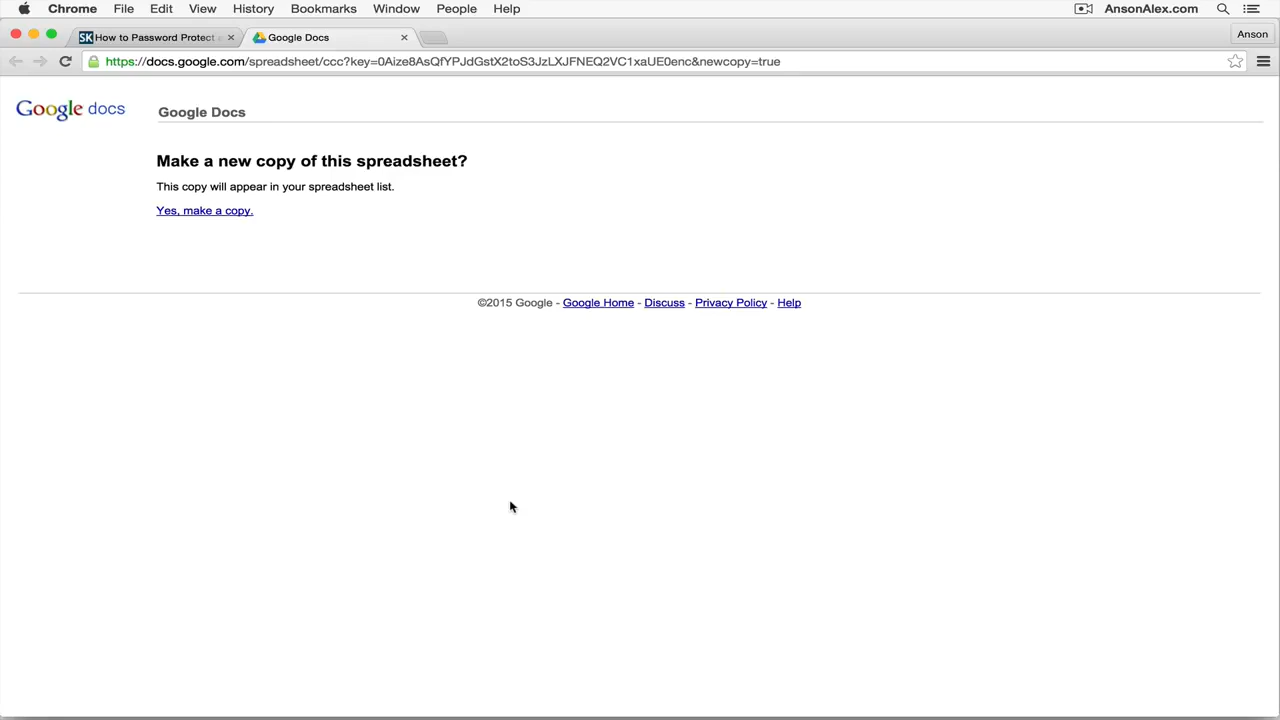 Chrome File Edit View History Bookmarks Window People Help AnsonAlex.com
SK How to Password Protect a Google Docs Anson
https://docs.google.com/spreadsheet/ccc?key=0Aize8AsQfYPJdGstX2toS3JzLXJFNEQ2VC1xaUE0enc&newcopy=true
Google docs Google Docs
Make a new copy of this spreadsheet?
This copy will appear in your spreadsheet list.
Yes, make a copy.
©2015 Google - Google Home - Discuss - Privacy Policy - Help